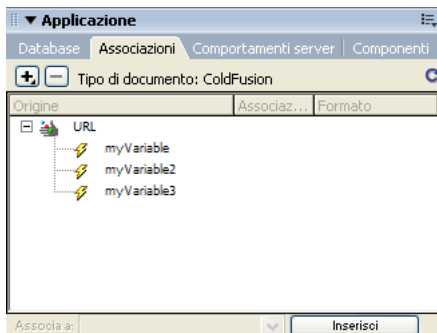 Applicazione
Database Associazioni Comportamenti server Componenti
Tipo di documento: ColdFusion
Origine Associaz... Formato
URL
myVariable
myVariable2
myVariable3
Associa a: Inserisci